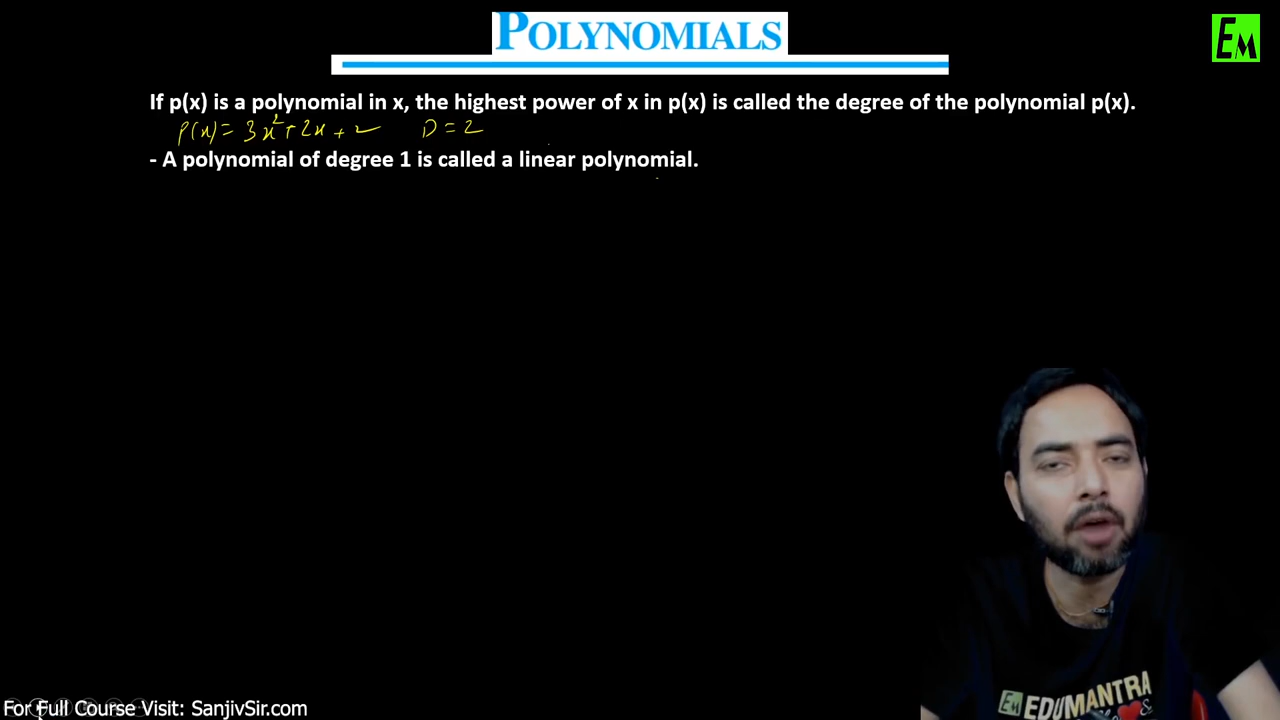 POLYNOMIALS
EM
If p(x) is a polynomial in x, the highest power of x in p(x) is called the degree of the polynomial p(x).
p(x) = 3x² + 2x + 2 D = 2
- A polynomial of degree 1 is called a linear polynomial.
EM EDUMANTRA
&
For Full Course Visit: SanjivSir.com